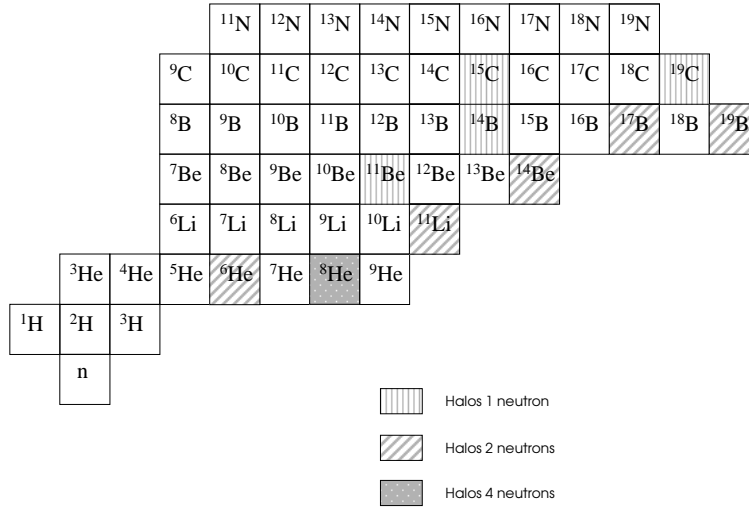 ¹¹N ¹²N ¹³N ¹⁴N ¹⁵N ¹⁶N ¹⁷N ¹⁸N ¹⁹N
⁹C ¹⁰C ¹¹C ¹²C ¹³C ¹⁴C ¹⁵C ¹⁶C ¹⁷C ¹⁸C ¹⁹C
⁸B ⁹B ¹⁰B ¹¹B ¹²B ¹³B ¹⁴B ¹⁵B ¹⁶B ¹⁷B ¹⁸B ¹⁹B
⁷Be ⁸Be ⁹Be ¹⁰Be ¹¹Be ¹²Be ¹³Be ¹⁴Be
⁶Li ⁷Li ⁸Li ⁹Li ¹⁰Li ¹¹Li
³He ⁴He ⁵He ⁶He ⁷He ⁸He ⁹He
¹H ²H ³H
n
Halos 1 neutron
Halos 2 neutrons
Halos 4 neutrons